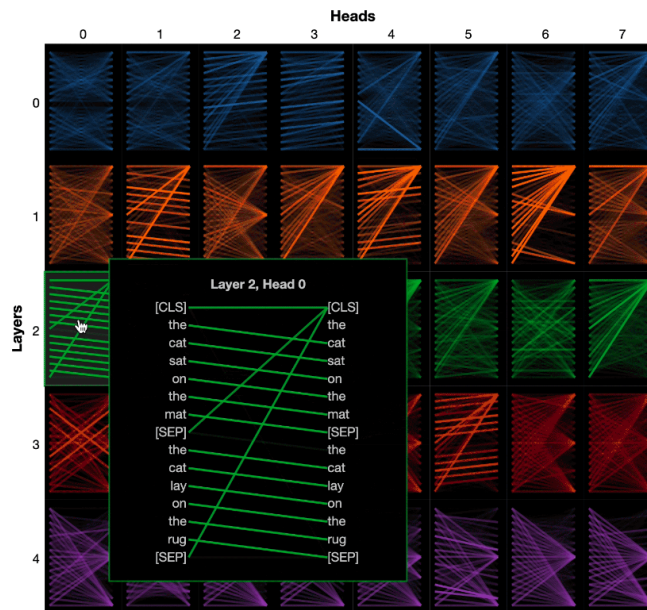 Heads
0 1 2 3 4 5 6 7
Layers
0
1
2
3
4
Layer 2, Head 0
[CLS] [CLS]
the the
cat cat
sat sat
on on
the the
mat mat
[SEP] [SEP]
the the
cat cat
lay lay
on on
the the
rug rug
[SEP] [SEP]